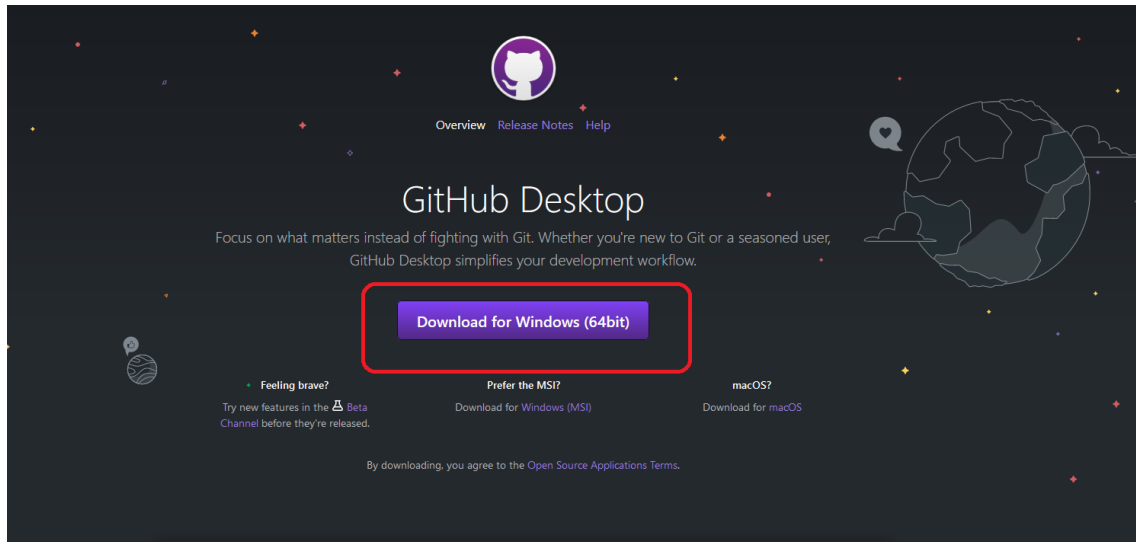 Overview Release Notes Help
GitHub Desktop
Focus on what matters instead of fighting with Git. Whether you're new to Git or a seasoned user,
GitHub Desktop simplifies your development workflow.
Download for Windows (64bit)
Feeling brave?
Try new features in the Beta
Channel before they're released.
Prefer the MSI?
Download for Windows (MSI)
macOS?
Download for macOS
By downloading, you agree to the Open Source Applications Terms.